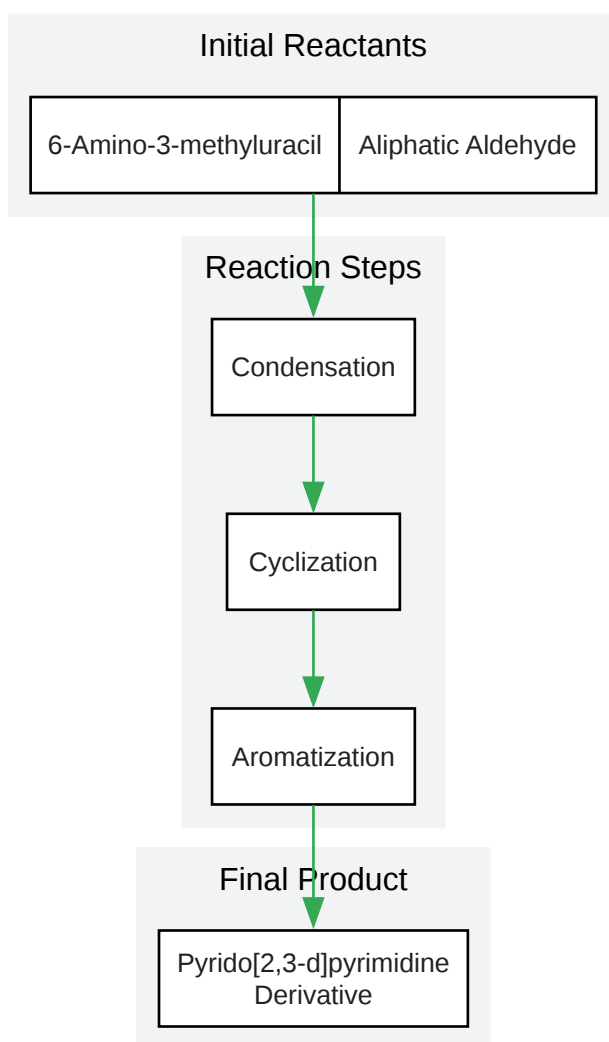 Initial Reactants
6-Amino-3-methyluracil Aliphatic Aldehyde
Reaction Steps
Condensation
Cyclization
Aromatization
Final Product
Pyrido[2,3-d]pyrimidine
Derivative